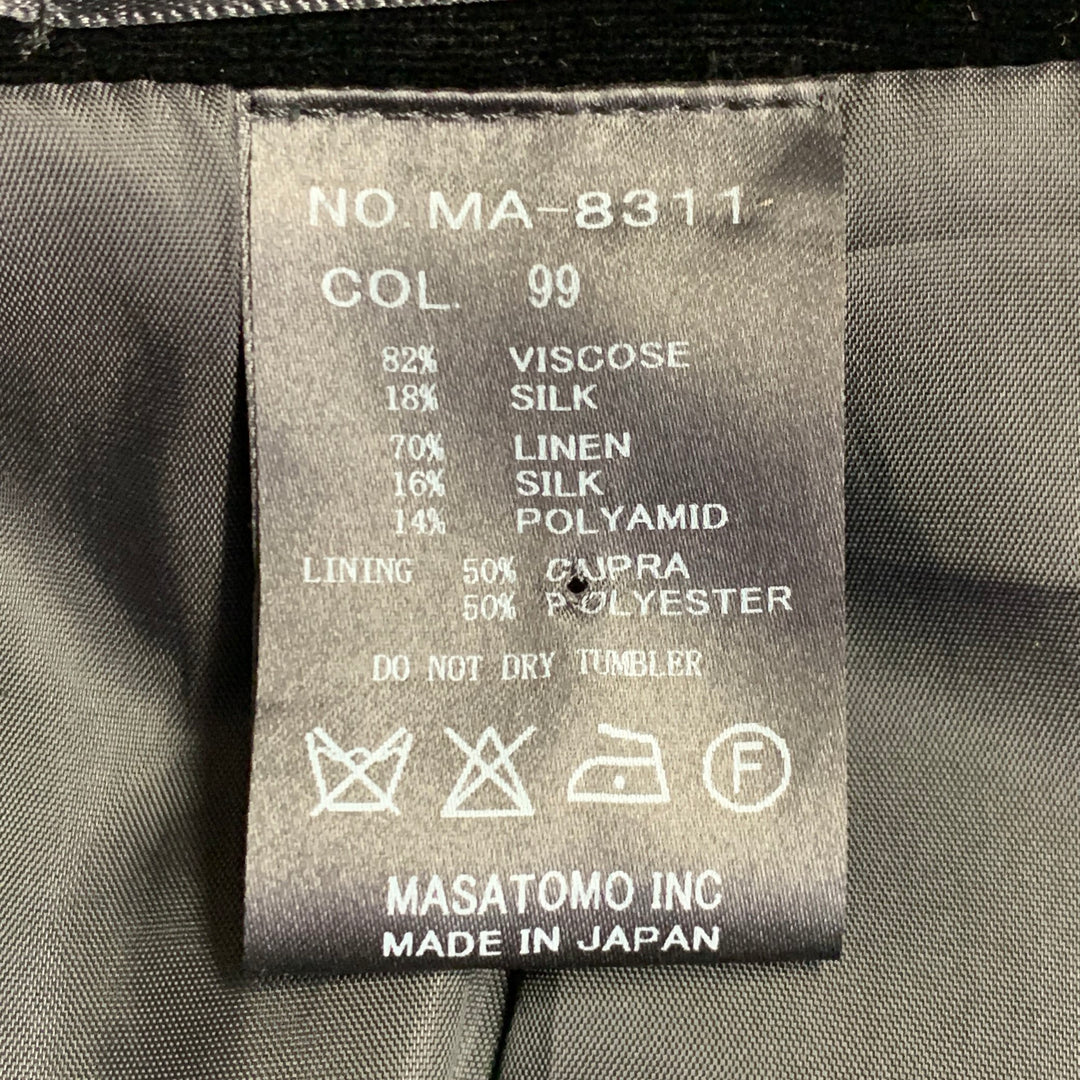 NO. MA-8311
COL. 99
82% VISCOSE
18% SILK
70% LINEN
16% SILK
14% POLYAMID
LINING 50% CUPRA
50% POLYESTER
DO NOT DRY TUMBLER
F
MASATOMO INC
MADE IN JAPAN